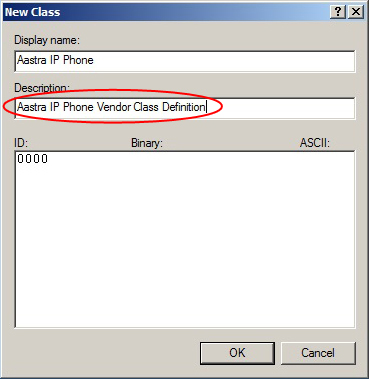 New Class
Display name:
Aastra IP Phone
Description:
Aastra IP Phone Vendor Class Definition
ID: Binary: ASCII:
0000
OK Cancel